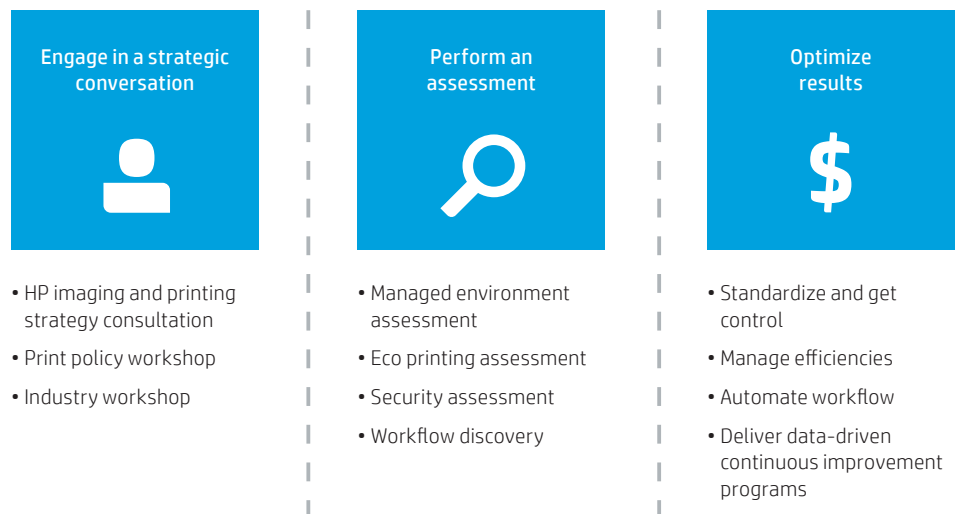 Engage in a strategic
conversation
• HP imaging and printing
strategy consultation
• Print policy workshop
• Industry workshop
Perform an
assessment
• Managed environment
assessment
• Eco printing assessment
• Security assessment
• Workflow discovery
Optimize
results
$
• Standardize and get
control
• Manage efficiencies
• Automate workflow
• Deliver data-driven
continuous improvement
programs